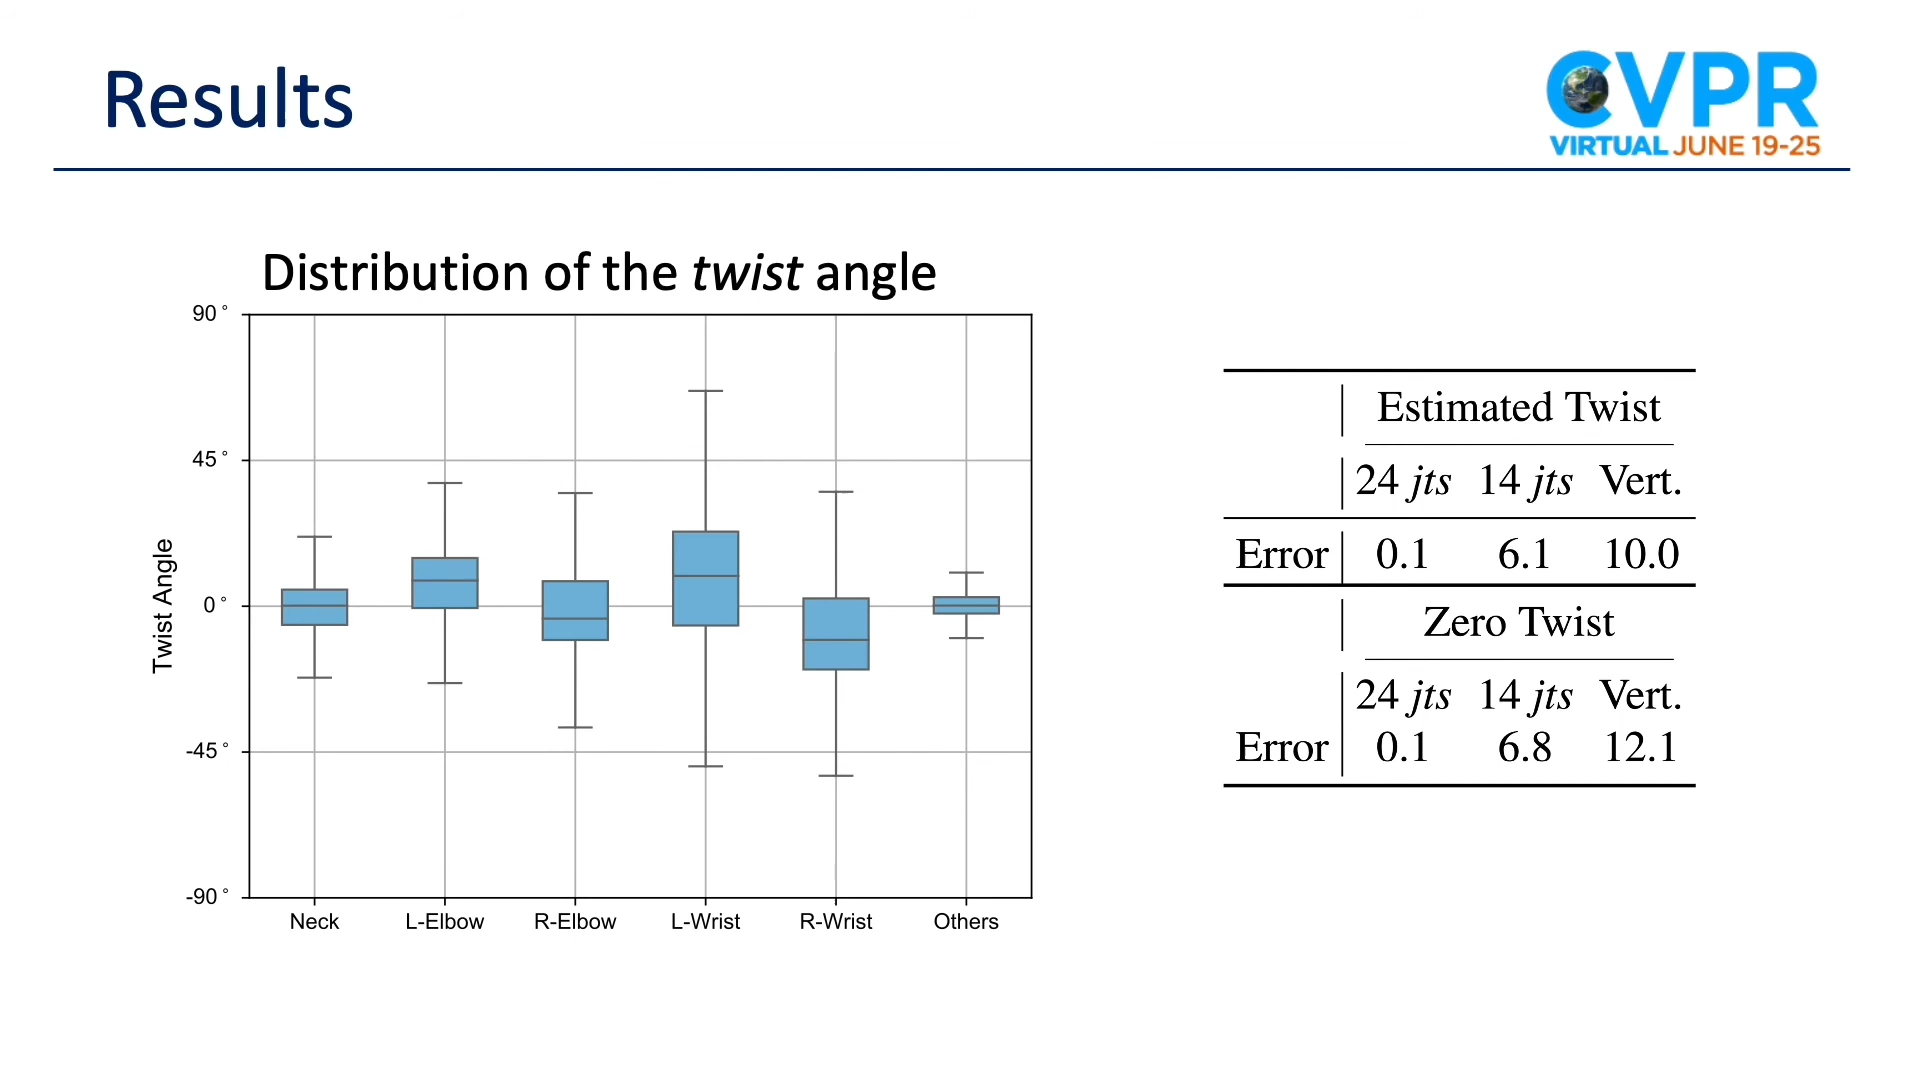 Results
CVPR
VIRTUAL JUNE 19-25
Distribution of the twist angle
90°
45°
0°
-45°
-90°
Twist Angle
Neck L-Elbow R-Elbow L-Wrist R-Wrist Others
Estimated Twist
24 jts 14 jts Vert.
Error 0.1 6.1 10.0
Zero Twist
24 jts 14 jts Vert.
Error 0.1 6.8 12.1